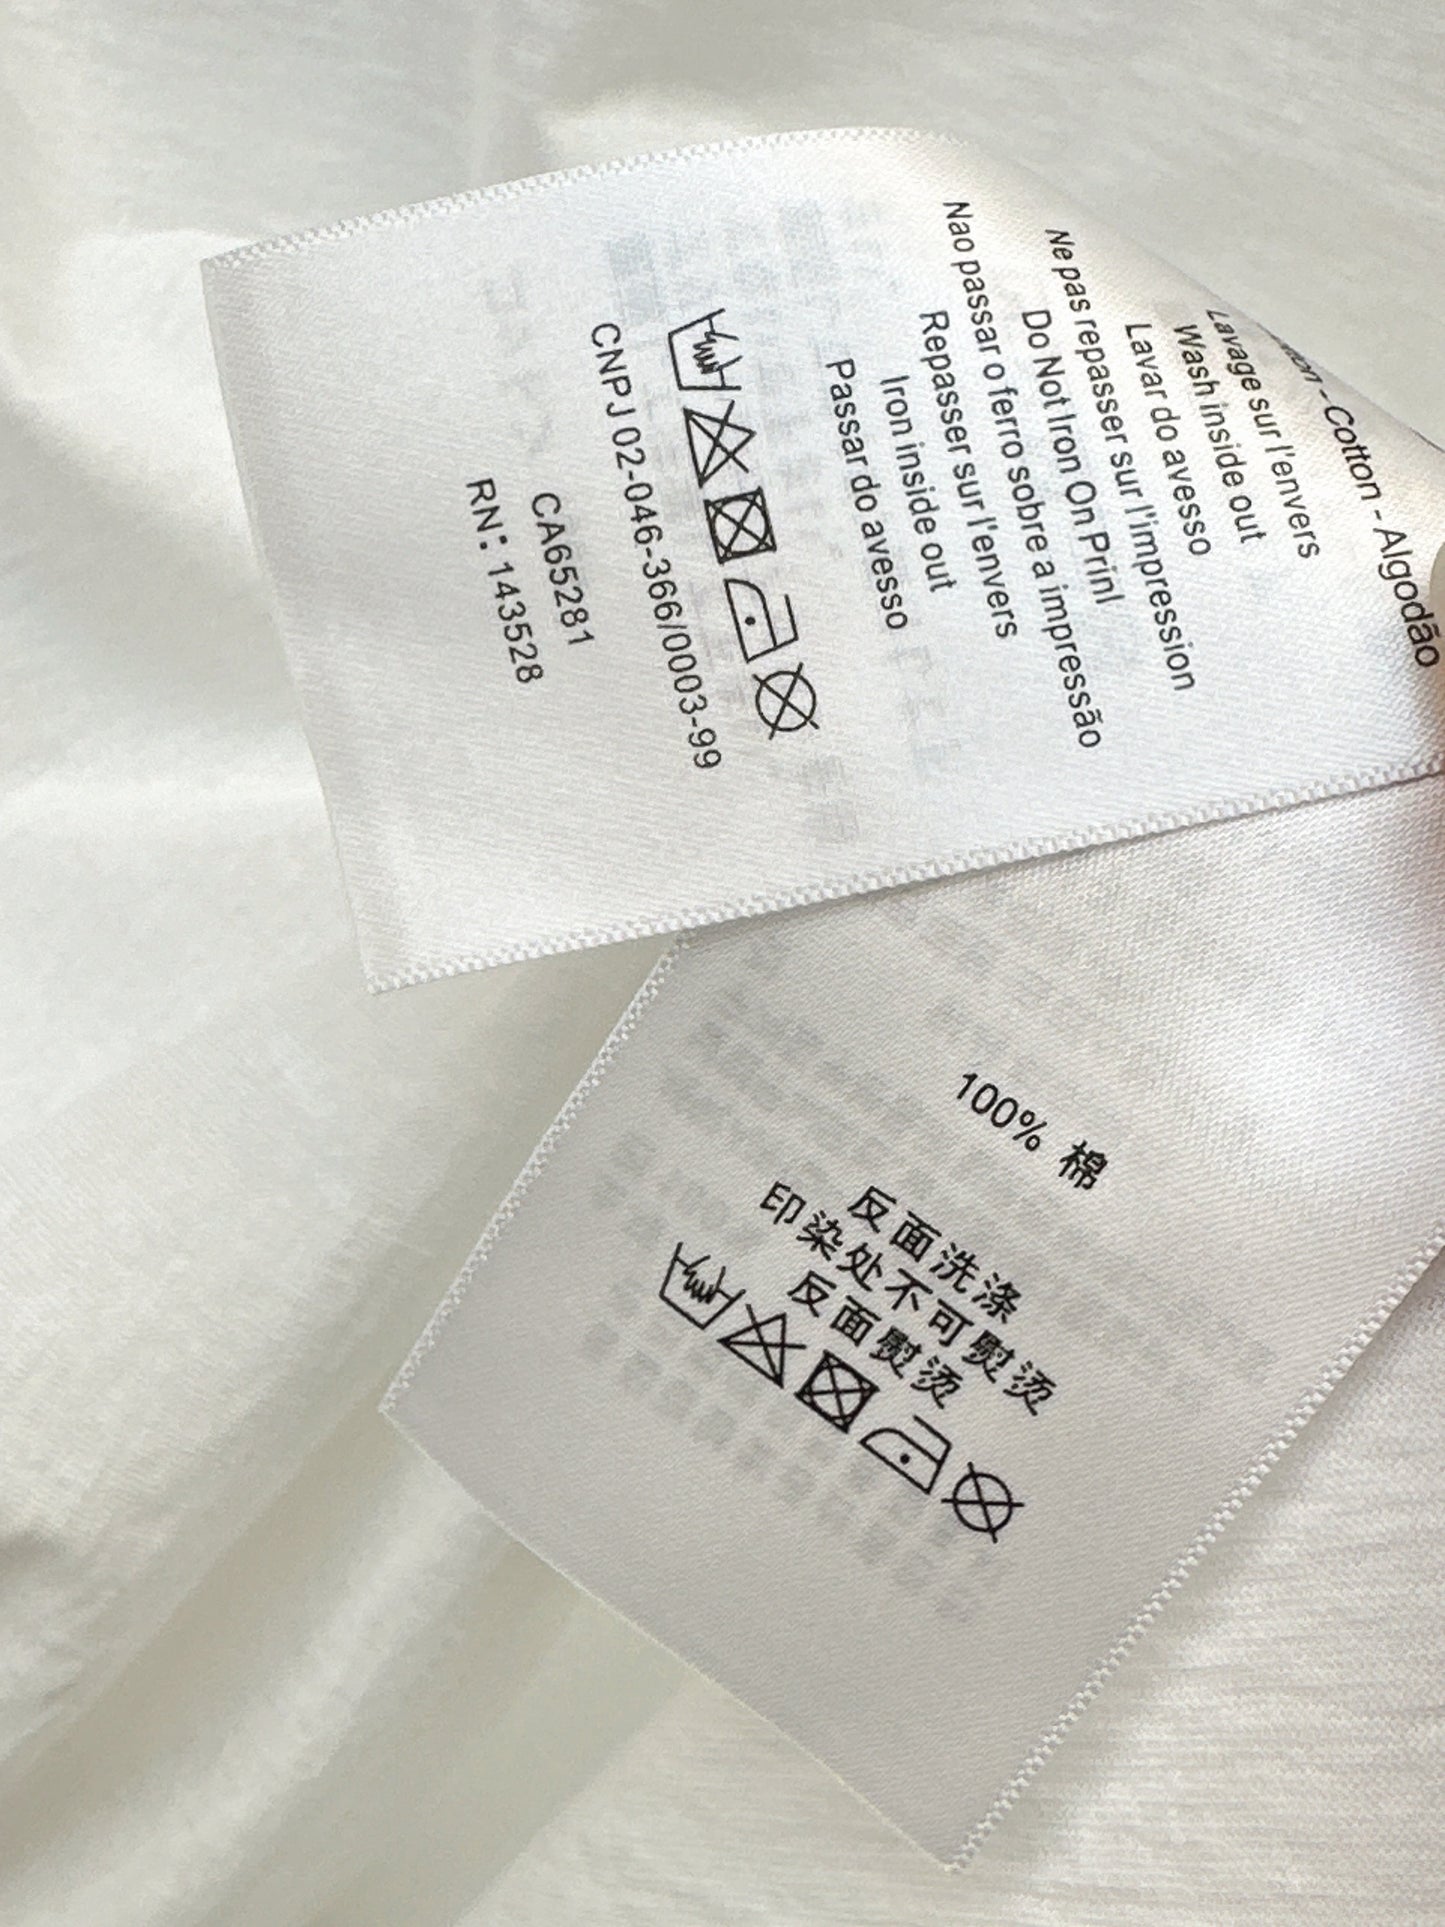 - Cotton - Algodão
Lavage sur l'envers
Wash inside out
Lavar do avesso
Ne pas repasser sur l'impression
Do Not Iron On Prinl
Nao passar o ferro sobre a impressão
Repasser sur l'envers
Iron inside out
Passar do avesso
CNPJ 02-046-366/0003-99
CA65281
RN: 143528
100% 棉
反面洗涤
印染处不可熨烫
反面熨烫